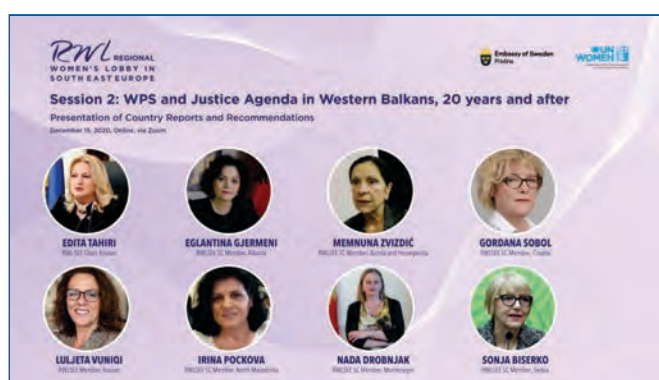 RWL REGIONAL
WOMEN'S LOBBY IN
SOUTH EAST EUROPE
Embassy of Sweden
Pristina
UN
WOMEN
Session 2: WPS and Justice Agenda in Western Balkans, 20 years and after
Presentation of Country Reports and Recommendations
December 15, 2020, Online, via Zoom
EDITA TAHIRI
RWLSEE Chair, Kosovo
EGLANTINA GJERMENI
RWLSEE SC Member, Albania
MEMNUNA ZVIZDIĆ
RWLSEE SC Member, Bosnia and Herzegovina
GORDANA SOBOL
RWLSEE SC Member, Croatia
LULJETA VUNIQI
RWLSEE Member, Kosovo
IRINA POCKOVA
RWLSEE SC Member, North Macedonia
NADA DROBNJAK
RWLSEE SC Member, Montenegro
SONJA BISERKO
RWLSEE SC Member, Serbia